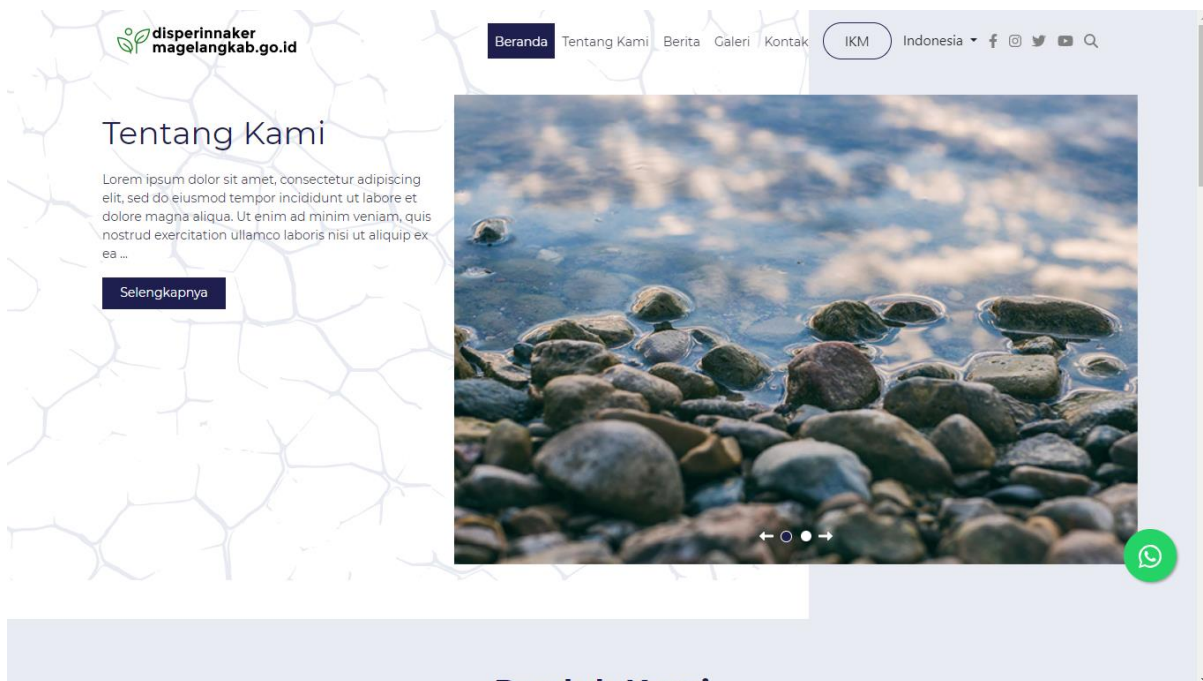 disperinnaker
magelangkab.go.id
Beranda Tentang Kami Berita Galeri Kontak IKM Indonesia
Tentang Kami
Lorem ipsum dolor sit amet, consectetur adipiscing
elit, sed do eiusmod tempor incididunt ut labore et
dolore magna aliqua. Ut enim ad minim veniam, quis
nostrud exercitation ullamco laboris nisi ut aliquip ex
ea ...
Selengkapnya